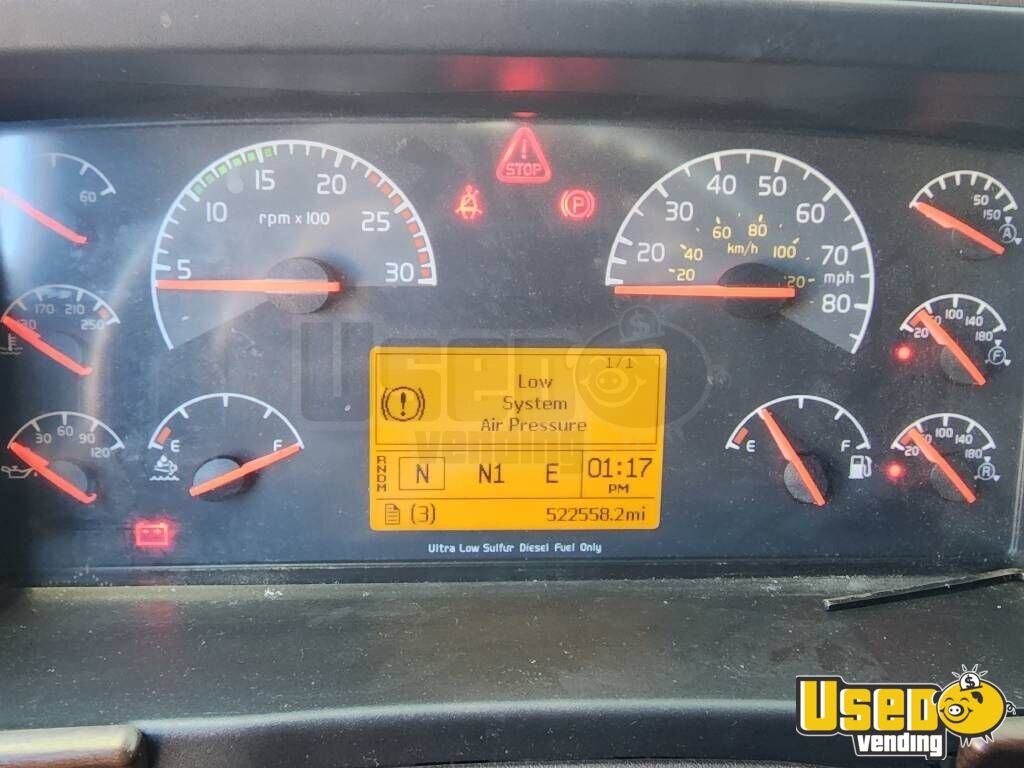 60
5 10 15 20 25 30
rpm x 100
STOP
P
20 30 40 50 60 70 80
mph
20 40 60 80 100 120
km/h
50
150
A
170 210
250
20 100 140
180
F
30 60 90
120
E F
E F
20 100 140
180
R
1/1
Low
System
Air Pressure
RNDM
N N1 E 01:17
PM
(3) 522558.2mi
Ultra Low Sulfur Diesel Fuel Only
USED
vending
USED
vending